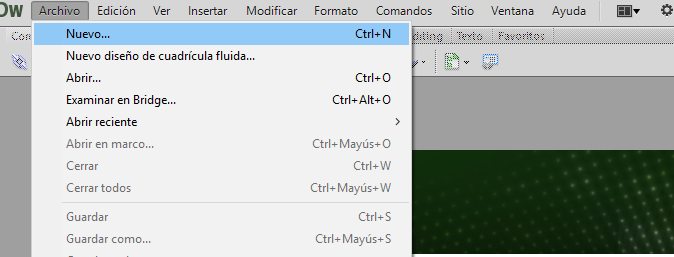 Ow Archivo Edición Ver Insertar Modificar Formato Comandos Sitio Ventana Ayuda
diting Texto Favoritos
Nuevo... Ctrl+N
Nuevo diseño de cuadrícula fluida...
Abrir... Ctrl+O
Examinar en Bridge... Ctrl+Alt+O
Abrir reciente
Abrir en marco... Ctrl+Mayús+O
Cerrar Ctrl+W
Cerrar todos Ctrl+Mayús+W
Guardar Ctrl+S
Guardar como... Ctrl+Mayús+S